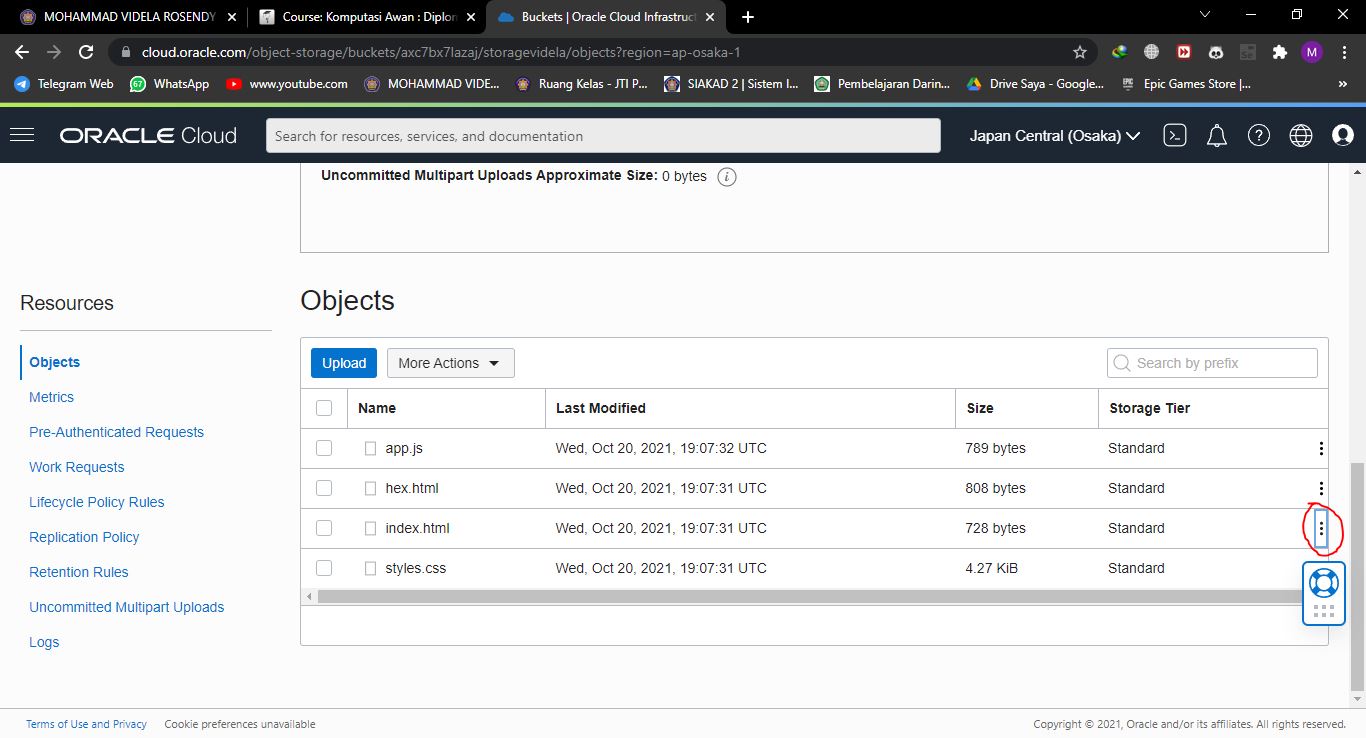 MOHAMMAD VIDELA ROSENDY
Course: Komputasi Awan : Diplon
Buckets | Oracle Cloud Infrastruct
cloud.oracle.com/object-storage/buckets/axc7bx7lazaj/storagevidela/objects?region=ap-osaka-1
M
Telegram Web
67
WhatsApp
www.youtube.com
MOHAMMAD VIDE...
Ruang Kelas - JTI P...
SIAKAD 2 | Sistem I...
Pembelajaran Darin...
Drive Saya - Google...
Epic Games Store |...
»
ORACLE Cloud
Search for resources, services, and documentation
Japan Central (Osaka)
Uncommitted Multipart Uploads Approximate Size: 0 bytes
Resources
Objects
Metrics
Pre-Authenticated Requests
Work Requests
Lifecycle Policy Rules
Replication Policy
Retention Rules
Uncommitted Multipart Uploads
Logs
Objects
Upload
More Actions
Search by prefix
Name Last Modified Size Storage Tier
app.js Wed, Oct 20, 2021, 19:07:32 UTC 789 bytes Standard
hex.html Wed, Oct 20, 2021, 19:07:31 UTC 808 bytes Standard
index.html Wed, Oct 20, 2021, 19:07:31 UTC 728 bytes Standard
styles.css Wed, Oct 20, 2021, 19:07:31 UTC 4.27 KiB Standard
Terms of Use and Privacy Cookie preferences unavailable
Copyright © 2021, Oracle and/or its affiliates. All rights reserved.